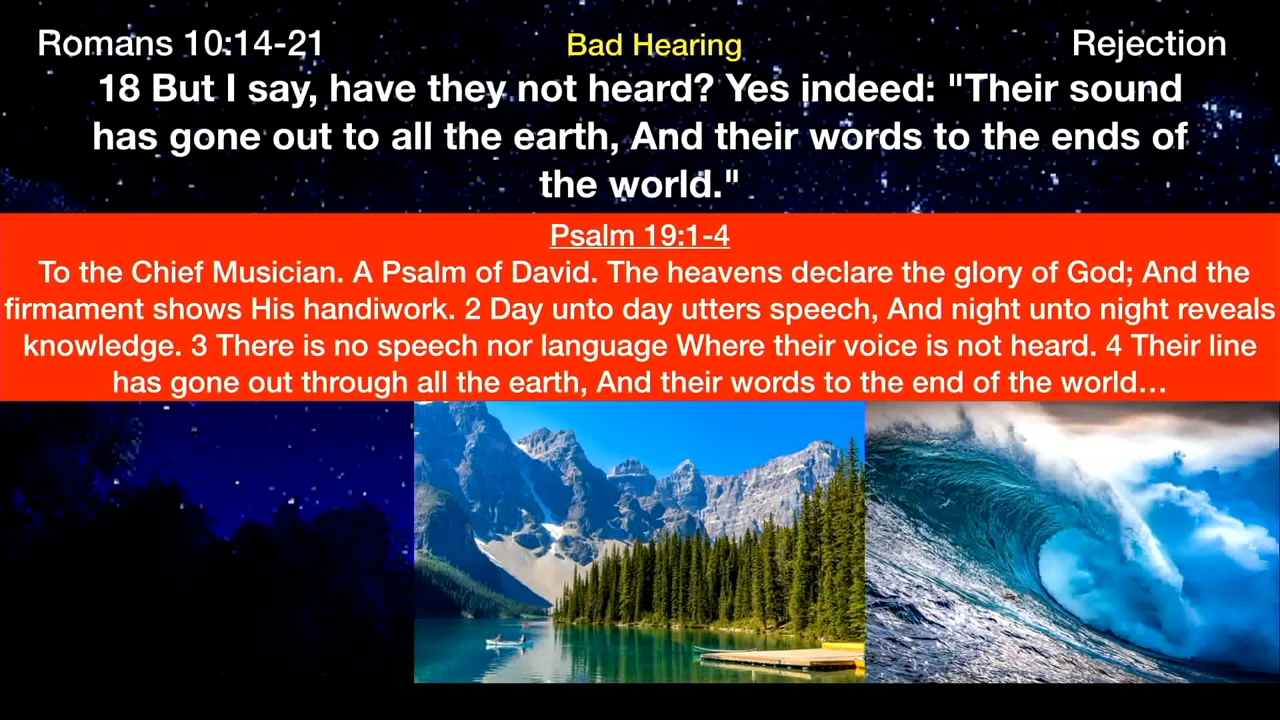 Romans 10:14-21 Bad Hearing Rejection
18 But I say, have they not heard? Yes indeed: "Their sound
has gone out to all the earth, And their words to the ends of
the world."
Psalm 19:1-4
To the Chief Musician. A Psalm of David. The heavens declare the glory of God; And the
firmament shows His handiwork. 2 Day unto day utters speech, And night unto night reveals
knowledge. 3 There is no speech nor language Where their voice is not heard. 4 Their line
has gone out through all the earth, And their words to the end of the world…